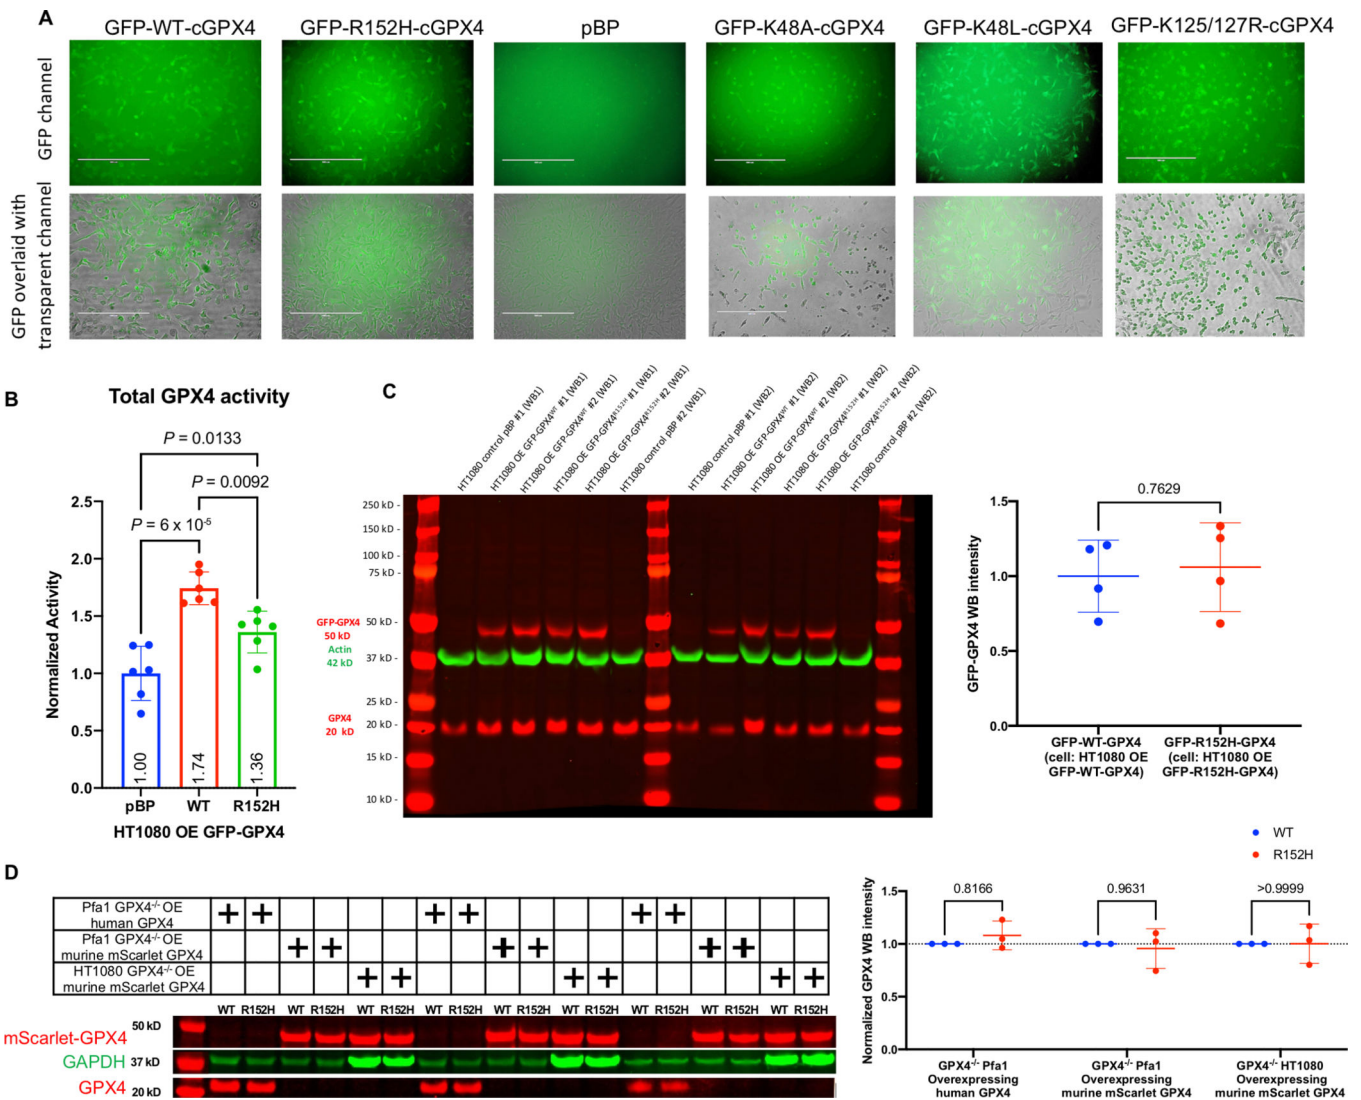 A
GFP-WT-cGPX4
GFP-R152H-cGPX4
pBP
GFP-K48A-cGPX4
GFP-K48L-cGPX4
GFP-K125/127R-cGPX4
GFP channel
GFP overlaid with
transparent channel
B
Total GPX4 activity
P = 0.0133
P = 0.0092
P = 6 x 10-5
Normalized Activity
2.5
2.0
1.5
1.0
0.5
0.0
1.00
1.74
1.36
pBP
WT
R152H
HT1080 OE GFP-GPX4
C
HT1080 control pBP #1 (WB1)
HT1080 OE GFP-GPX4WT #1 (WB1)
HT1080 OE GFP-GPX4WT #2 (WB1)
HT1080 OE GFP-GPX4R152H #1 (WB1)
HT1080 OE GFP-GPX4R152H #2 (WB1)
HT1080 control pBP #2 (WB1)
HT1080 control pBP #1 (WB2)
HT1080 OE GFP-GPX4WT #1 (WB2)
HT1080 OE GFP-GPX4WT #2 (WB2)
HT1080 OE GFP-GPX4R152H #1 (WB2)
HT1080 OE GFP-GPX4R152H #2 (WB2)
HT1080 control pBP #2 (WB2)
250 kD -
150 kD -
100 kD -
75 kD -
50 kD -
37 kD -
25 kD -
20 kD -
15 kD -
10 kD -
GFP-GPX4
50 kD
Actin
42 kD
GPX4
20 kD
0.7629
GFP-GPX4 WB intensity
1.5
1.0
0.5
0.0
GFP-WT-GPX4
(cell: HT1080 OE
GFP-WT-GPX4)
GFP-R152H-GPX4
(cell: HT1080 OE
GFP-R152H-GPX4)
D
Pfa1 GPX4-/- OE
human GPX4
+ + + + + +
Pfa1 GPX4-/- OE
murine mScarlet GPX4
+ + + + + +
HT1080 GPX4-/- OE
murine mScarlet GPX4
+ + + + + +
WT R152H WT R152H WT R152H WT R152H WT R152H WT R152H WT R152H WT R152H WT R152H
mScarlet-GPX4
50 kD
GAPDH
37 kD
GPX4
20 kD
WT
R152H
0.8166
0.9631
>0.9999
Normalized GPX4 WB intensity
1.5
1.0
0.5
0.0
GPX4-/- Pfa1
Overexpressing
human GPX4
GPX4-/- Pfa1
Overexpressing
murine mScarlet GPX4
GPX4-/- HT1080
Overexpressing
murine mScarlet GPX4